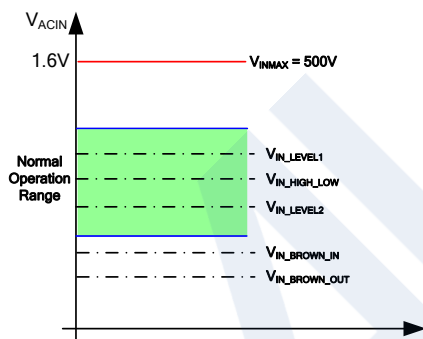 VACIN
1.6V
VINMAX = 500V
VIN_LEVEL1
Normal
Operation
Range
VIN_HIGH_LOW
VIN_LEVEL2
VIN_BROWN_IN
VIN_BROWN_OUT